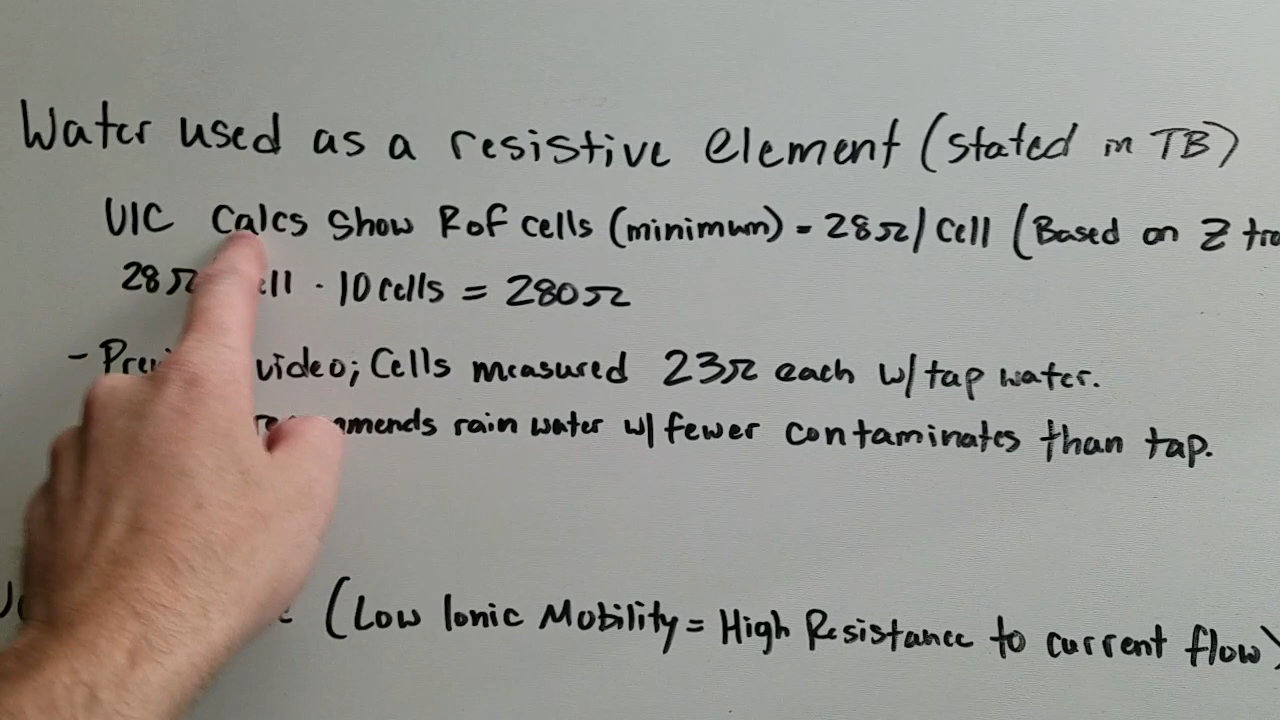 Water used as a resistive element (stated in TB)
VIC Calcs Show R of cells (minimum) = 28Ω/Cell (Based on Z
28Ω · 10 cells = 280Ω
- video; Cells measured 23Ω each w/ tap water.
rain water w/ fewer contaminates than tap.
(Low Ionic Mobility = High Resistance to current flow)